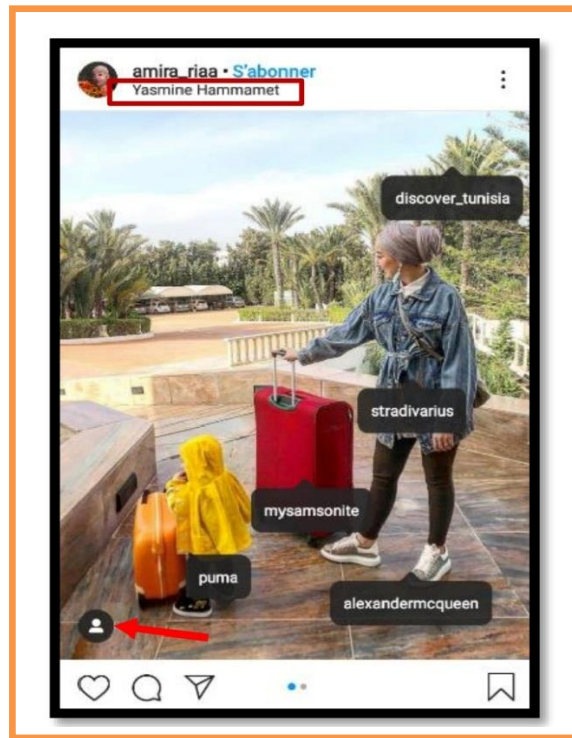 amira_riaa • S'abonner
Yasmine Hammamet
discover_tunisia
stradivarius
mysamsonite
puma
alexandermcqueen